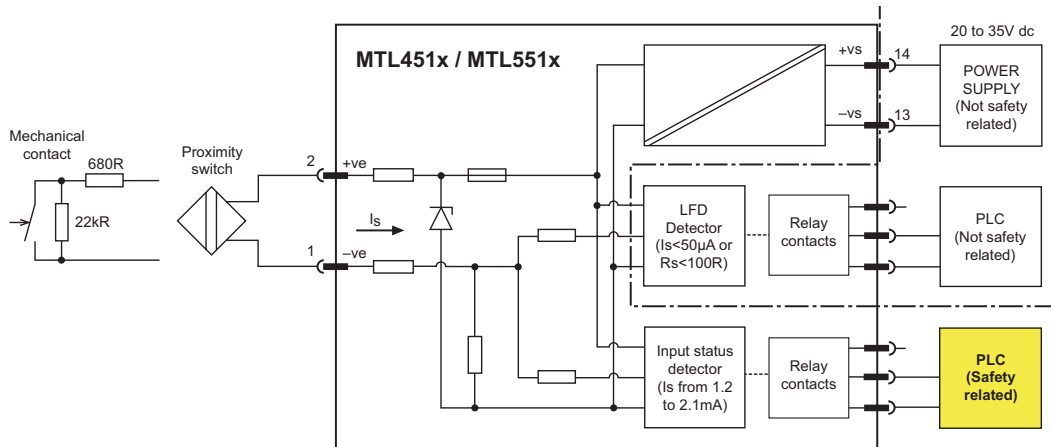 MTL451x / MTL551x
20 to 35V dc
+vs
14
POWER
SUPPLY
(Not safety
related)
–vs
13
Mechanical
contact
680R
22kR
Proximity
switch
2
+ve
Is
1
–ve
LFD
Detector
(Is<50µA or
Rs<100R)
Relay
contacts
PLC
(Not safety
related)
Input status
detector
(Is from 1.2
to 2.1mA)
Relay
contacts
PLC
(Safety
related)